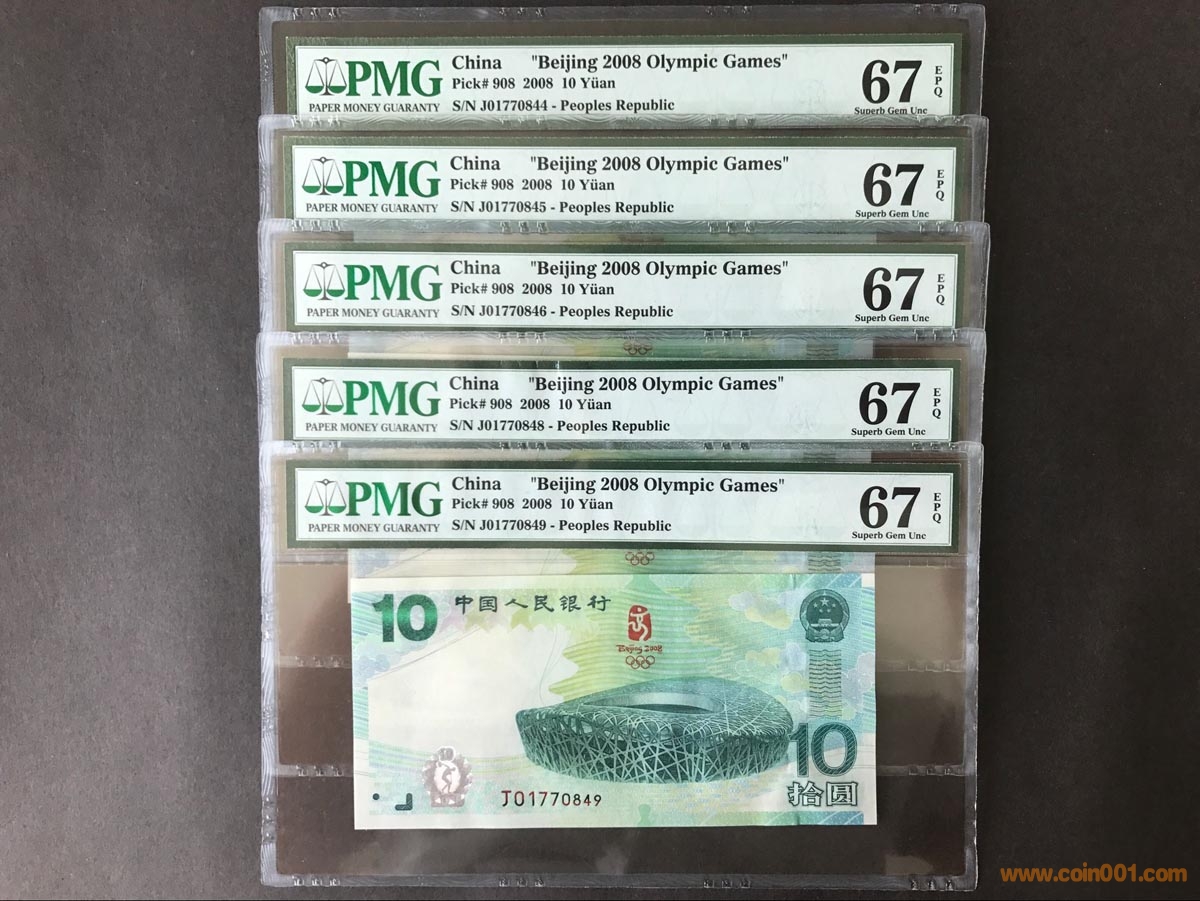 PMG
PAPER MONEY GUARANTY
China "Beijing 2008 Olympic Games"
Pick# 908 2008 10 Yüan
S/N J01770844 - Peoples Republic
67
EPQ
Superb Gem Unc
PMG
PAPER MONEY GUARANTY
China "Beijing 2008 Olympic Games"
Pick# 908 2008 10 Yüan
S/N J01770845 - Peoples Republic
67
EPQ
Superb Gem Unc
PMG
PAPER MONEY GUARANTY
China "Beijing 2008 Olympic Games"
Pick# 908 2008 10 Yüan
S/N J01770846 - Peoples Republic
67
EPQ
Superb Gem Unc
PMG
PAPER MONEY GUARANTY
China "Beijing 2008 Olympic Games"
Pick# 908 2008 10 Yüan
S/N J01770848 - Peoples Republic
67
EPQ
Superb Gem Unc
PMG
PAPER MONEY GUARANTY
China "Beijing 2008 Olympic Games"
Pick# 908 2008 10 Yüan
S/N J01770849 - Peoples Republic
67
EPQ
Superb Gem Unc
10 中国人民银行
Beijing 2008
10
拾圆
J01770849
www.coin001.com